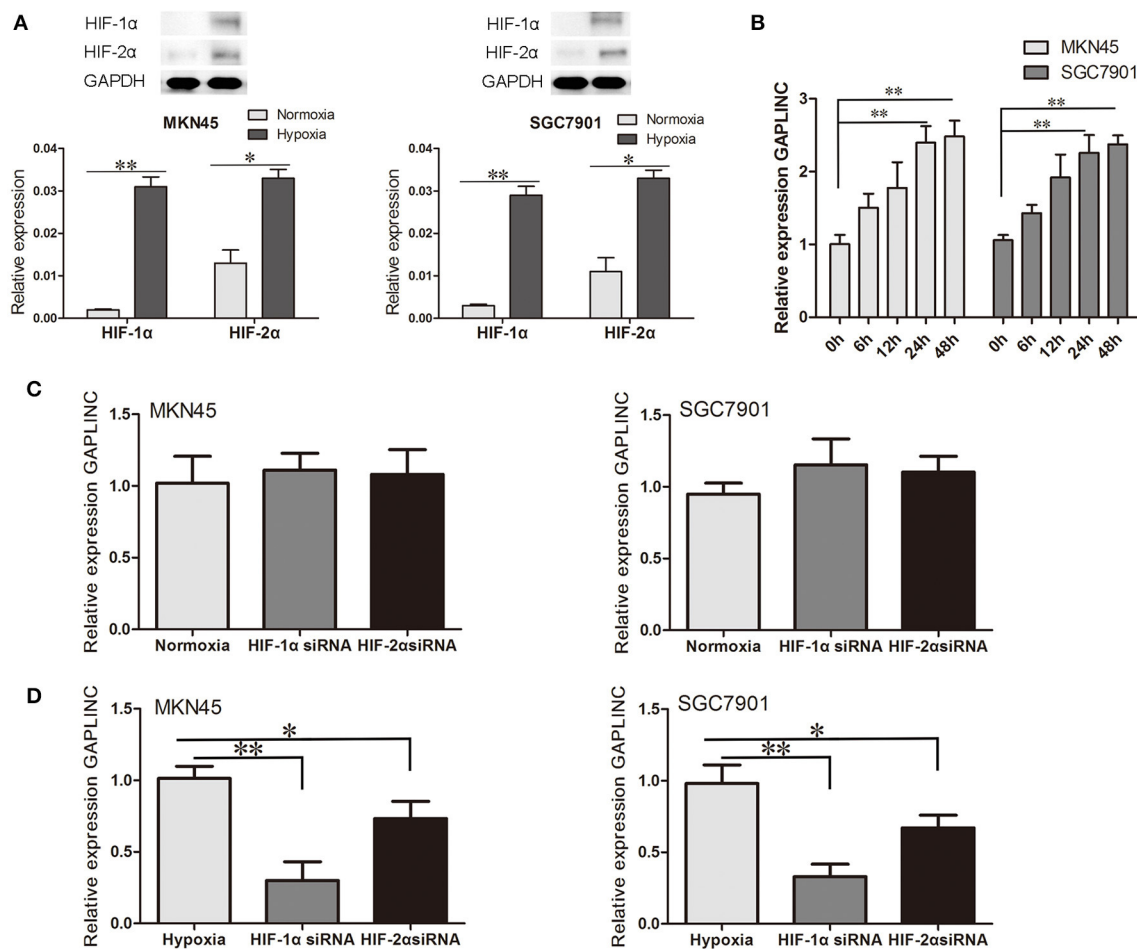 A
HIF-1α
HIF-2α
GAPDH
MKN45
Normoxia
Hypoxia
Relative expression
0.04
0.03
0.02
0.01
0.00
** *
HIF-1α HIF-2α
HIF-1α
HIF-2α
GAPDH
SGC7901
Normoxia
Hypoxia
Relative expression
0.04
0.03
0.02
0.01
0.00
** *
HIF-1α HIF-2α
B
MKN45
SGC7901
Relative expression GAPLINC
3
2
1
0
**
**
**
**
0h 6h 12h 24h 48h 0h 6h 12h 24h 48h
C
MKN45
Relative expression GAPLINC
1.5
1.0
0.5
0.0
Normoxia HIF-1α siRNA HIF-2αsiRNA
SGC7901
Relative expression GAPLINC
1.5
1.0
0.5
0.0
Normoxia HIF-1α siRNA HIF-2αsiRNA
D
MKN45
Relative expression GAPLINC
1.5
1.0
0.5
0.0
*
**
Hypoxia HIF-1α siRNA HIF-2αsiRNA
SGC7901
Relative expression GAPLINC
1.5
1.0
0.5
0.0
*
**
Hypoxia HIF-1α siRNA HIF-2αsiRNA